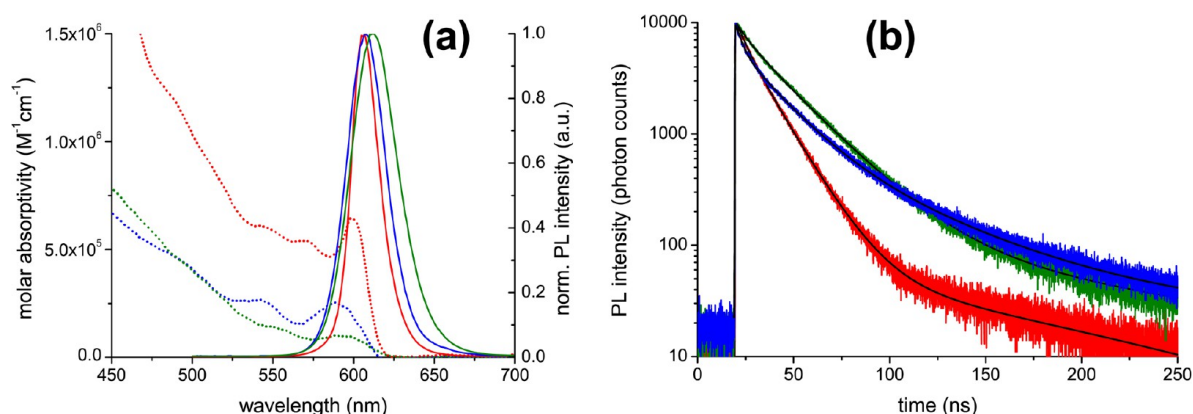 (a)
molar absorptivity (M⁻¹cm⁻¹)
1.5x10⁶
1.0x10⁶
5.0x10⁵
0.0
450 500 550 600 650 700
wavelength (nm)
1.0
0.8
0.6
0.4
0.2
0.0
norm. PL intensity (a.u.)
(b)
PL intensity (photon counts)
10000
1000
100
10
0 50 100 150 200 250
time (ns)